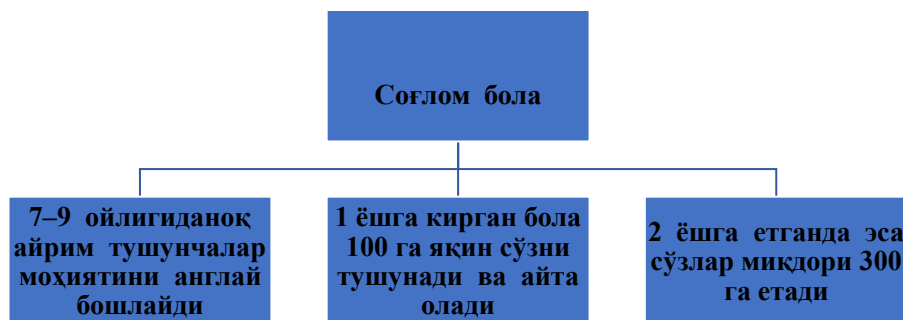 Соғлом бола
7–9 ойлигиданоқ
айрим тушунчалар
моҳиятини англай
бошлайди
1 ёшга кирган бола
100 га яқин сўзни
тушунади ва айта
олади
2 ёшга етганда эса
сўзлар миқдори 300
га етади